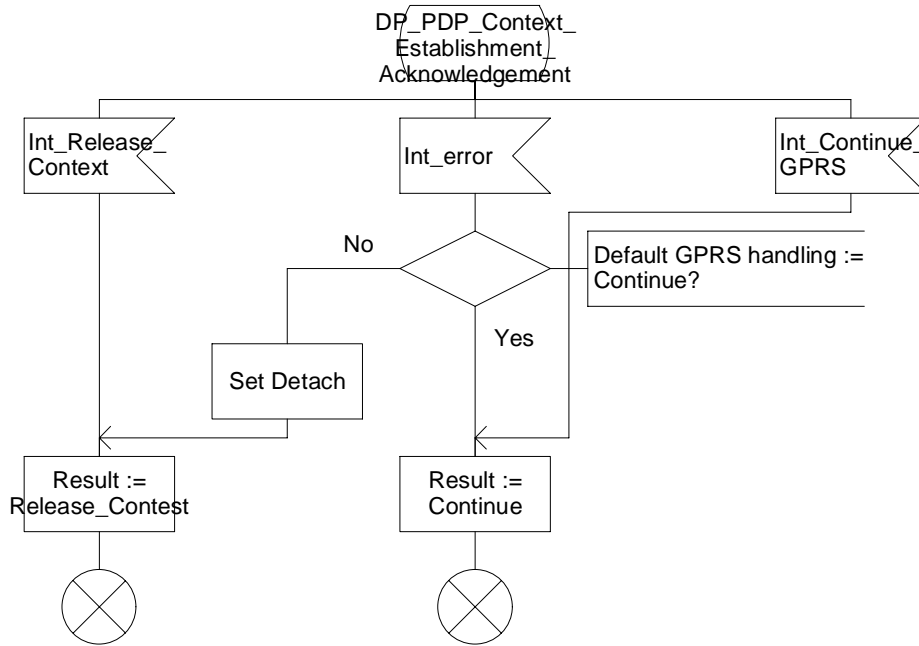 DP_PDP_Context_
Establishment_
Acknowledgement
Int_Release_
Context
Int_error
Int_Continue_
GPRS
No
Default GPRS handling :=
Continue?
Yes
Set Detach
Result :=
Release_Contest
Result :=
Continue